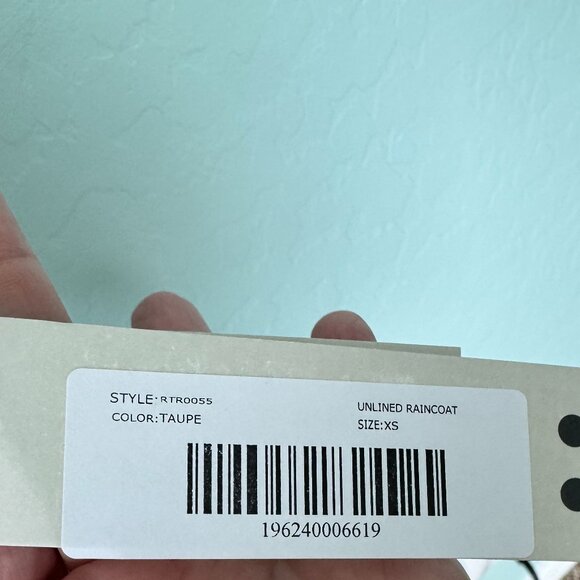 STYLE·RTR0055 UNLINED RAINCOAT
COLOR:TAUPE SIZE:XS
196240006619